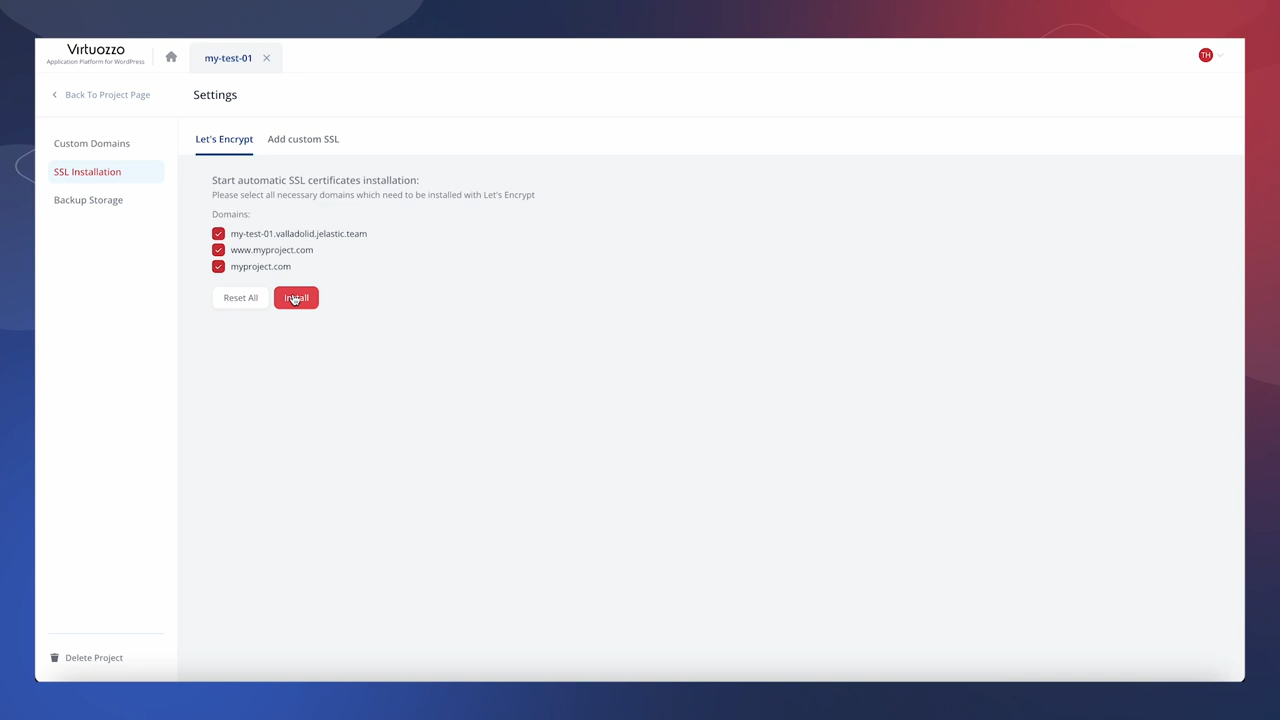 Virtuozzo
Application Platform for WordPress
my-test-01
TH
Back To Project Page
Settings
Custom Domains
SSL Installation
Backup Storage
Let's Encrypt
Add custom SSL
Start automatic SSL certificates installation:
Please select all necessary domains which need to be installed with Let's Encrypt
Domains:
my-test-01.valladolid.jelastic.team
www.myproject.com
myproject.com
Reset All
Install
Delete Project